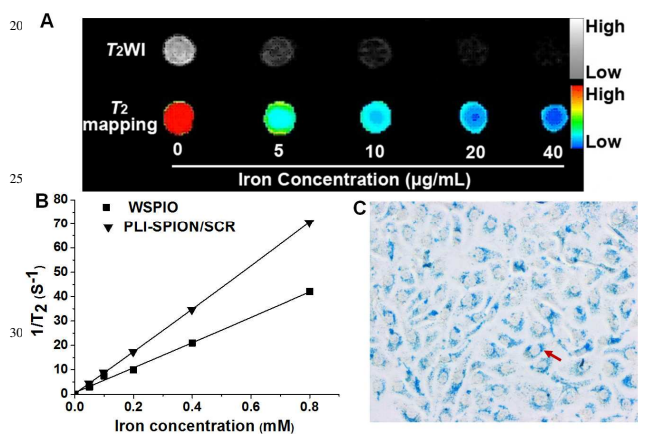 20
A
T2WI
High
Low
T2
mapping
High
Low
0 5 10 20 40
Iron Concentration (µg/mL)
25
B
WSPIO
PLI-SPION/SCR
80
70
60
50
40
30
20
10
0
1/T2 (S-1)
0.0 0.2 0.4 0.6 0.8
Iron concentration (mM)
C
30